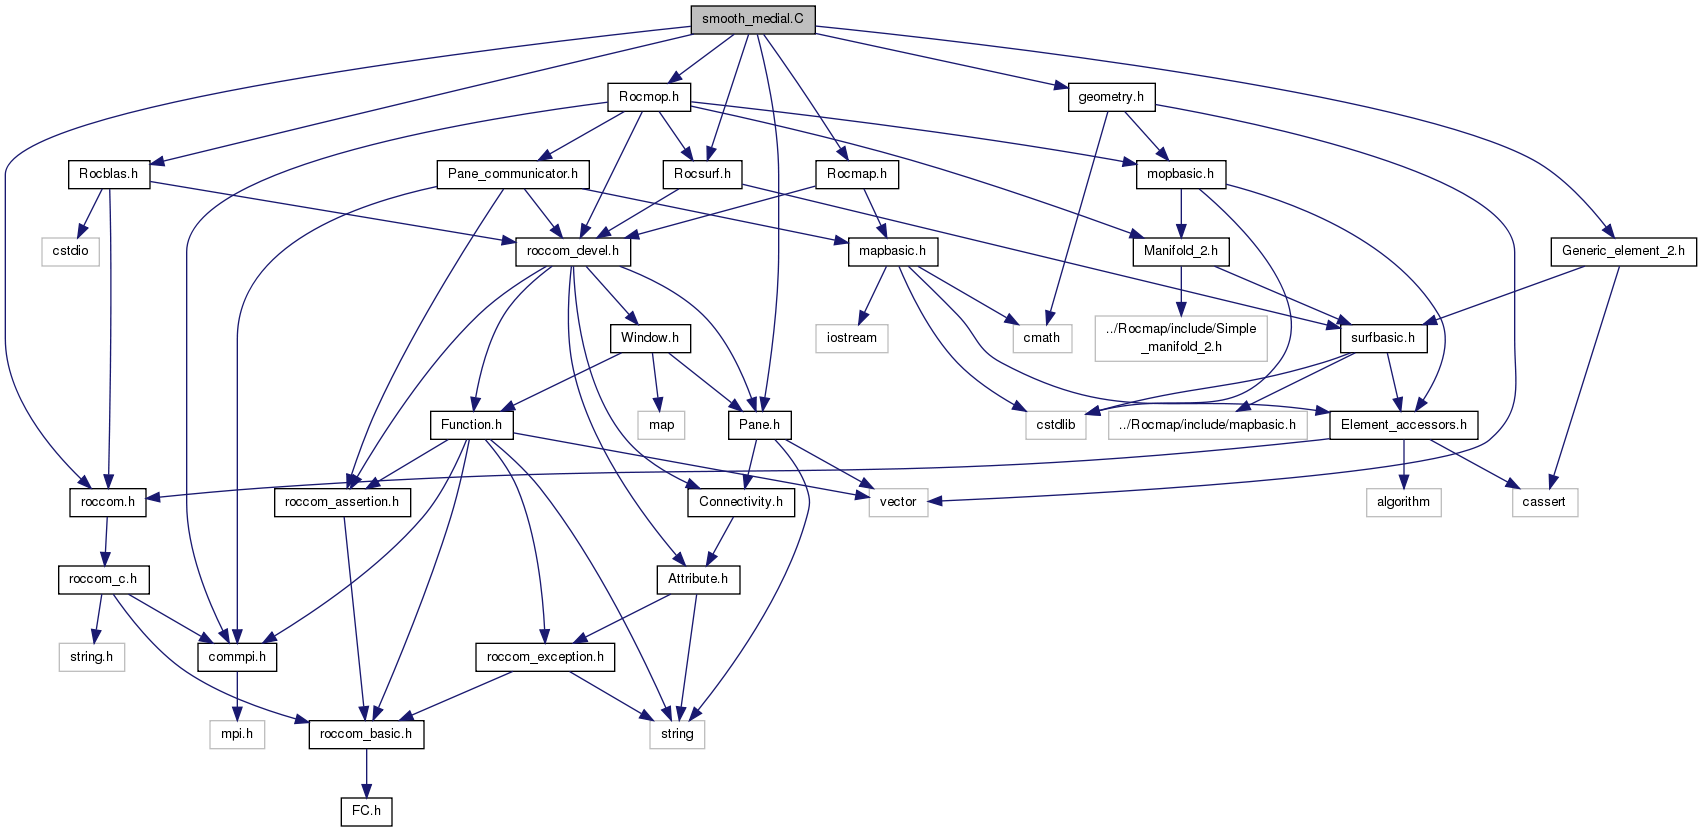 smooth_medial.C
Rocmop.h
geometry.h
Rocblas.h
Pane_communicator.h
Rocsurf.h
Rocmap.h
mopbasic.h
cstdio
roccom_devel.h
mapbasic.h
Manifold_2.h
Generic_element_2.h
Window.h
iostream
cmath
../Rocmap/include/Simple
_manifold_2.h
surfbasic.h
Function.h
map
Pane.h
cstdlib
../Rocmap/include/mapbasic.h
Element_accessors.h
roccom.h
roccom_assertion.h
Connectivity.h
vector
algorithm
cassert
roccom_c.h
Attribute.h
string.h
commpi.h
roccom_exception.h
mpi.h
roccom_basic.h
string
FC.h